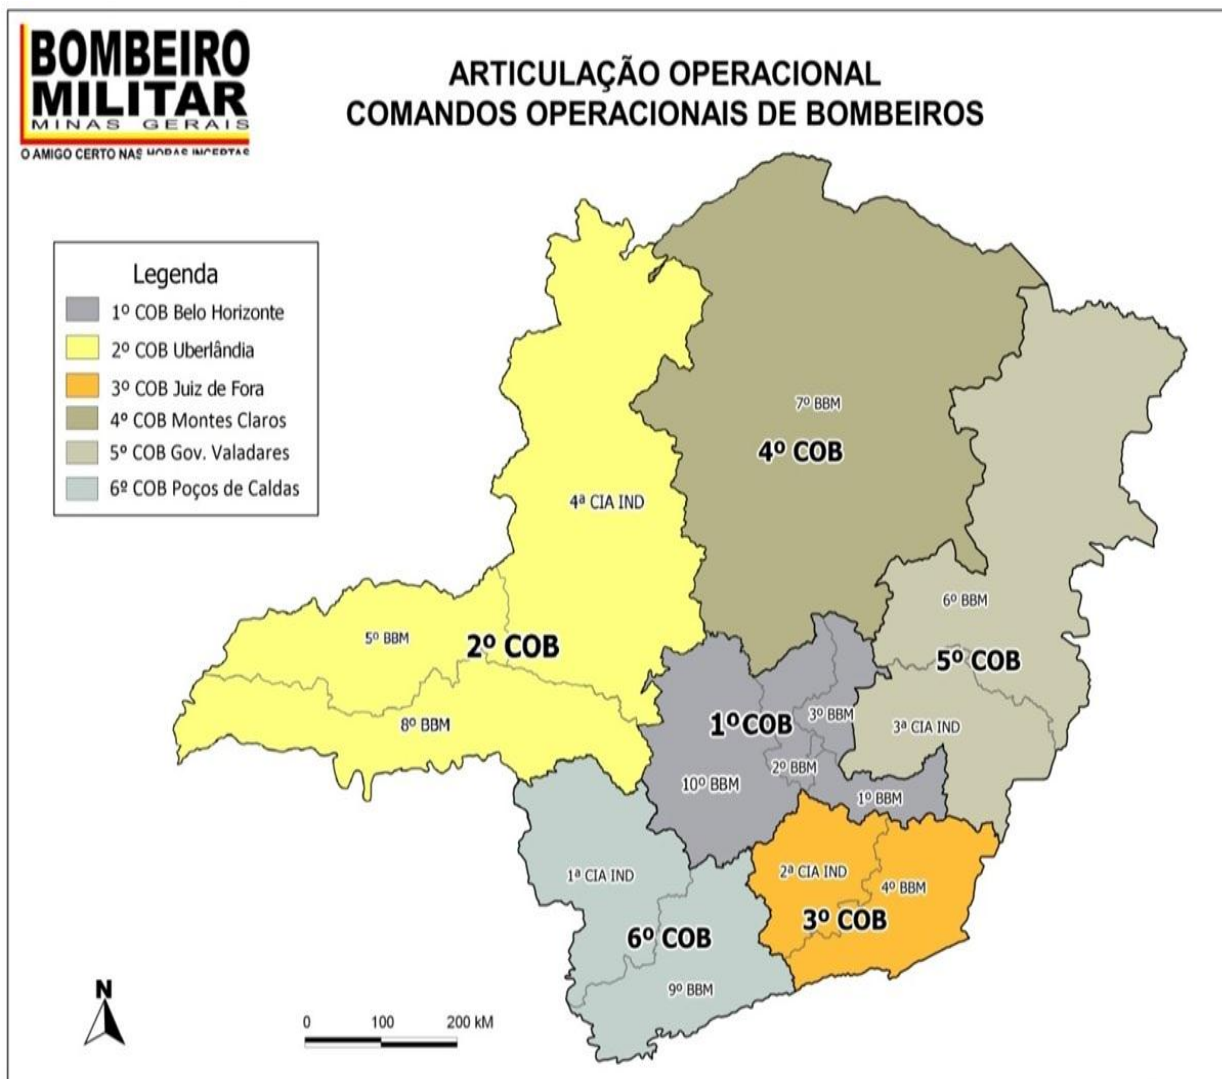 BOMBEIRO
MILITAR
MINAS GERAIS
O AMIGO CERTO NAS HORAS INCERTAS
ARTICULAÇÃO OPERACIONAL
COMANDOS OPERACIONAIS DE BOMBEIROS
Legenda
1º COB Belo Horizonte
2º COB Uberlândia
3º COB Juiz de Fora
4º COB Montes Claros
5º COB Gov. Valadares
6º COB Poços de Caldas
7º BBM
4º COB
4ª CIA IND
6º BBM
5º BBM
2º COB
5º COB
8º BBM
1º COB
3º BBM
3ª CIA IND
2º BBM
10º BBM
1º BBM
1ª CIA IND
2ª CIA IND
4º BBM
3º COB
6º COB
9º BBM
N
0 100 200 kM